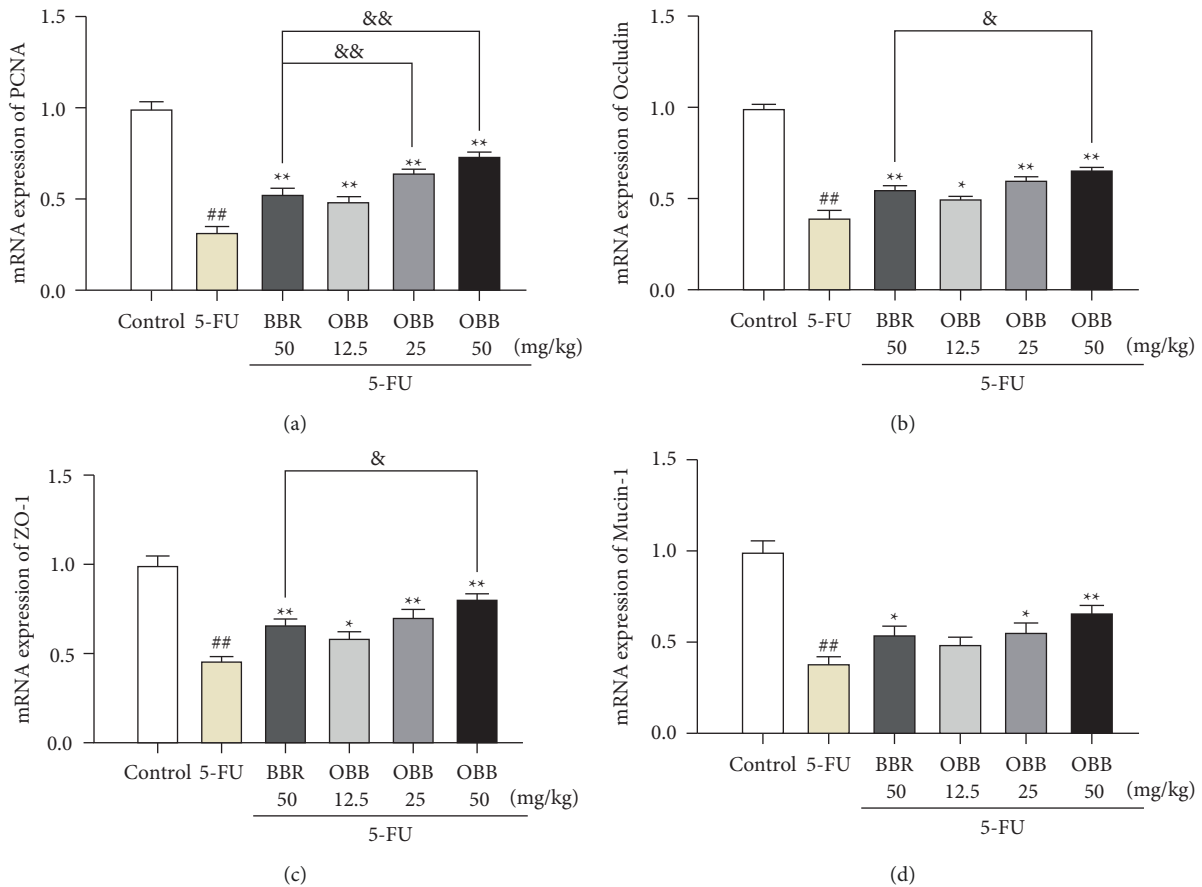 mRNA expression of PCNA
1.5
1.0
0.5
0.0
&&
&&
##
**
**
**
**
Control 5-FU BBR OBB OBB OBB
50 12.5 25 50 (mg/kg)
5-FU
(a)
mRNA expression of Occludin
1.5
1.0
0.5
0.0
&
##
**
*
**
**
Control 5-FU BBR OBB OBB OBB
50 12.5 25 50 (mg/kg)
5-FU
(b)
mRNA expression of ZO-1
1.5
1.0
0.5
0.0
&
##
**
*
**
**
Control 5-FU BBR OBB OBB OBB
50 12.5 25 50 (mg/kg)
5-FU
(c)
mRNA expression of Mucin-1
1.5
1.0
0.5
0.0
##
*
*
**
Control 5-FU BBR OBB OBB OBB
50 12.5 25 50 (mg/kg)
5-FU
(d)